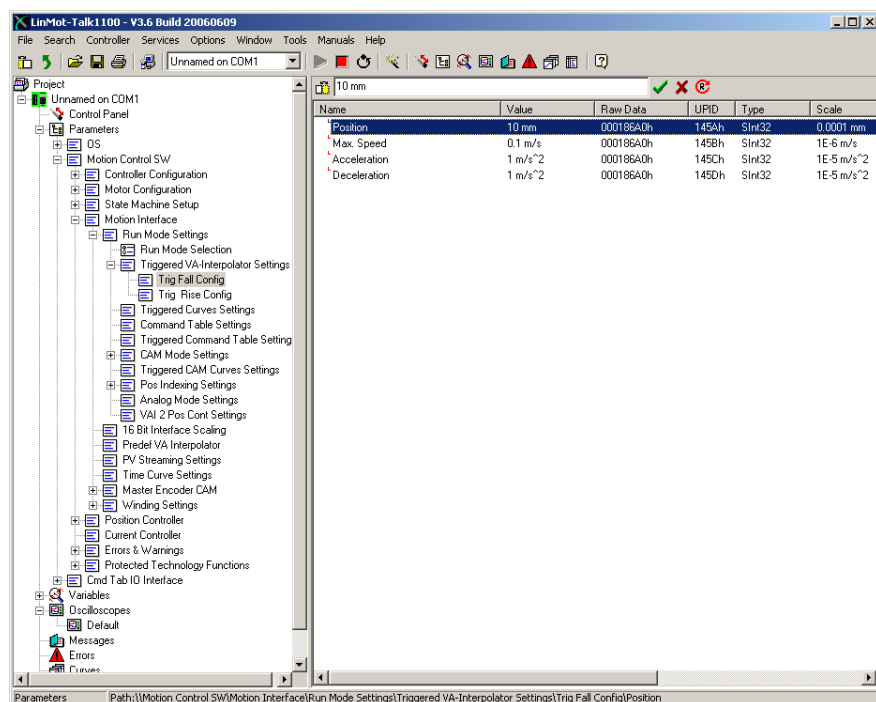 LinMot-Talk1100 - V3.6 Build 20060609
File Search Controller Services Options Window Tools Manuals Help
Unnamed on COM1
Project
Unnamed on COM1
Control Panel
Parameters
OS
Motion Control SW
Controller Configuration
Motor Configuration
State Machine Setup
Motion Interface
Run Mode Settings
Run Mode Selection
Triggered VA-Interpolator Settings
Trig Fall Config
Trig Rise Config
Triggered Curves Settings
Command Table Settings
Triggered Command Table Setting
CAM Mode Settings
Triggered CAM Curves Settings
Pos Indexing Settings
Analog Mode Settings
VAI 2 Pos Cont Settings
16 Bit Interface Scaling
Predef VA Interpolator
PV Streaming Settings
Time Curve Settings
Master Encoder CAM
Winding Settings
Position Controller
Current Controller
Errors & Warnings
Protected Technology Functions
Cmd Tab IO Interface
Variables
Oscilloscopes
Default
Messages
Errors
Curves
10 mm
Name Value Raw Data UPID Type Scale
Position 10 mm 000186A0h 145Ah SInt32 0.0001 mm
Max. Speed 0.1 m/s 000186A0h 145Bh SInt32 1E-6 m/s
Acceleration 1 m/s^2 000186A0h 145Ch SInt32 1E-5 m/s^2
Deceleration 1 m/s^2 000186A0h 145Dh SInt32 1E-5 m/s^2
Parameters Path:\\Motion Control SW\Motion Interface\Run Mode Settings\Triggered VA-Interpolator Settings\Trig Fall Config\Position